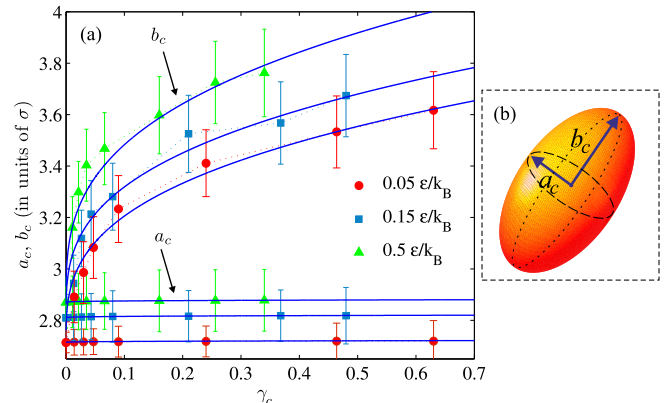 (a)
b_c
a_c
a_c, b_c (in units of σ)
4
3.8
3.6
3.4
3.2
3
2.8
0.05 ε/k_B
0.15 ε/k_B
0.5 ε/k_B
0
0.1
0.2
0.3
0.4
0.5
0.6
0.7
γ_c
(b)
b_c
a_c